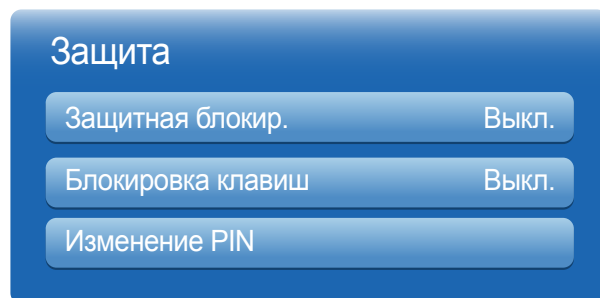 Защита
Защитная блокир. Выкл.
Блокировка клавиш Выкл.
Изменение PIN